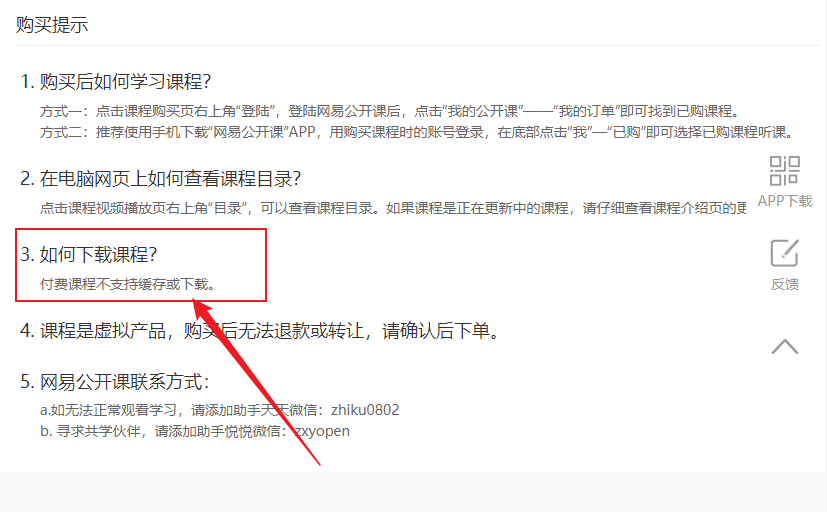 购买提示
1. 购买后如何学习课程？
方式一：点击课程购买页右上角“登陆”，登陆网易公开课后，点击“我的公开课”——“我的订单”即可找到已购课程。
方式二：推荐使用手机下载“网易公开课”APP，用购买课程时的账号登录，在底部点击“我”—“已购”即可选择已购课程听课。
2. 在电脑网页上如何查看课程目录？
点击课程视频播放页右上角“目录”，可以查看课程目录。如果课程是正在更新中的课程，请仔细查看课程介绍页的更
APP下载
3. 如何下载课程？
付费课程不支持缓存或下载。
反馈
4. 课程是虚拟产品，购买后无法退款或转让，请确认后下单。
5. 网易公开课联系方式：
a.如无法正常观看学习，请添加助手天天微信：zhiku0802
b. 寻求共学伙伴，请添加助手悦悦微信：zxyopen